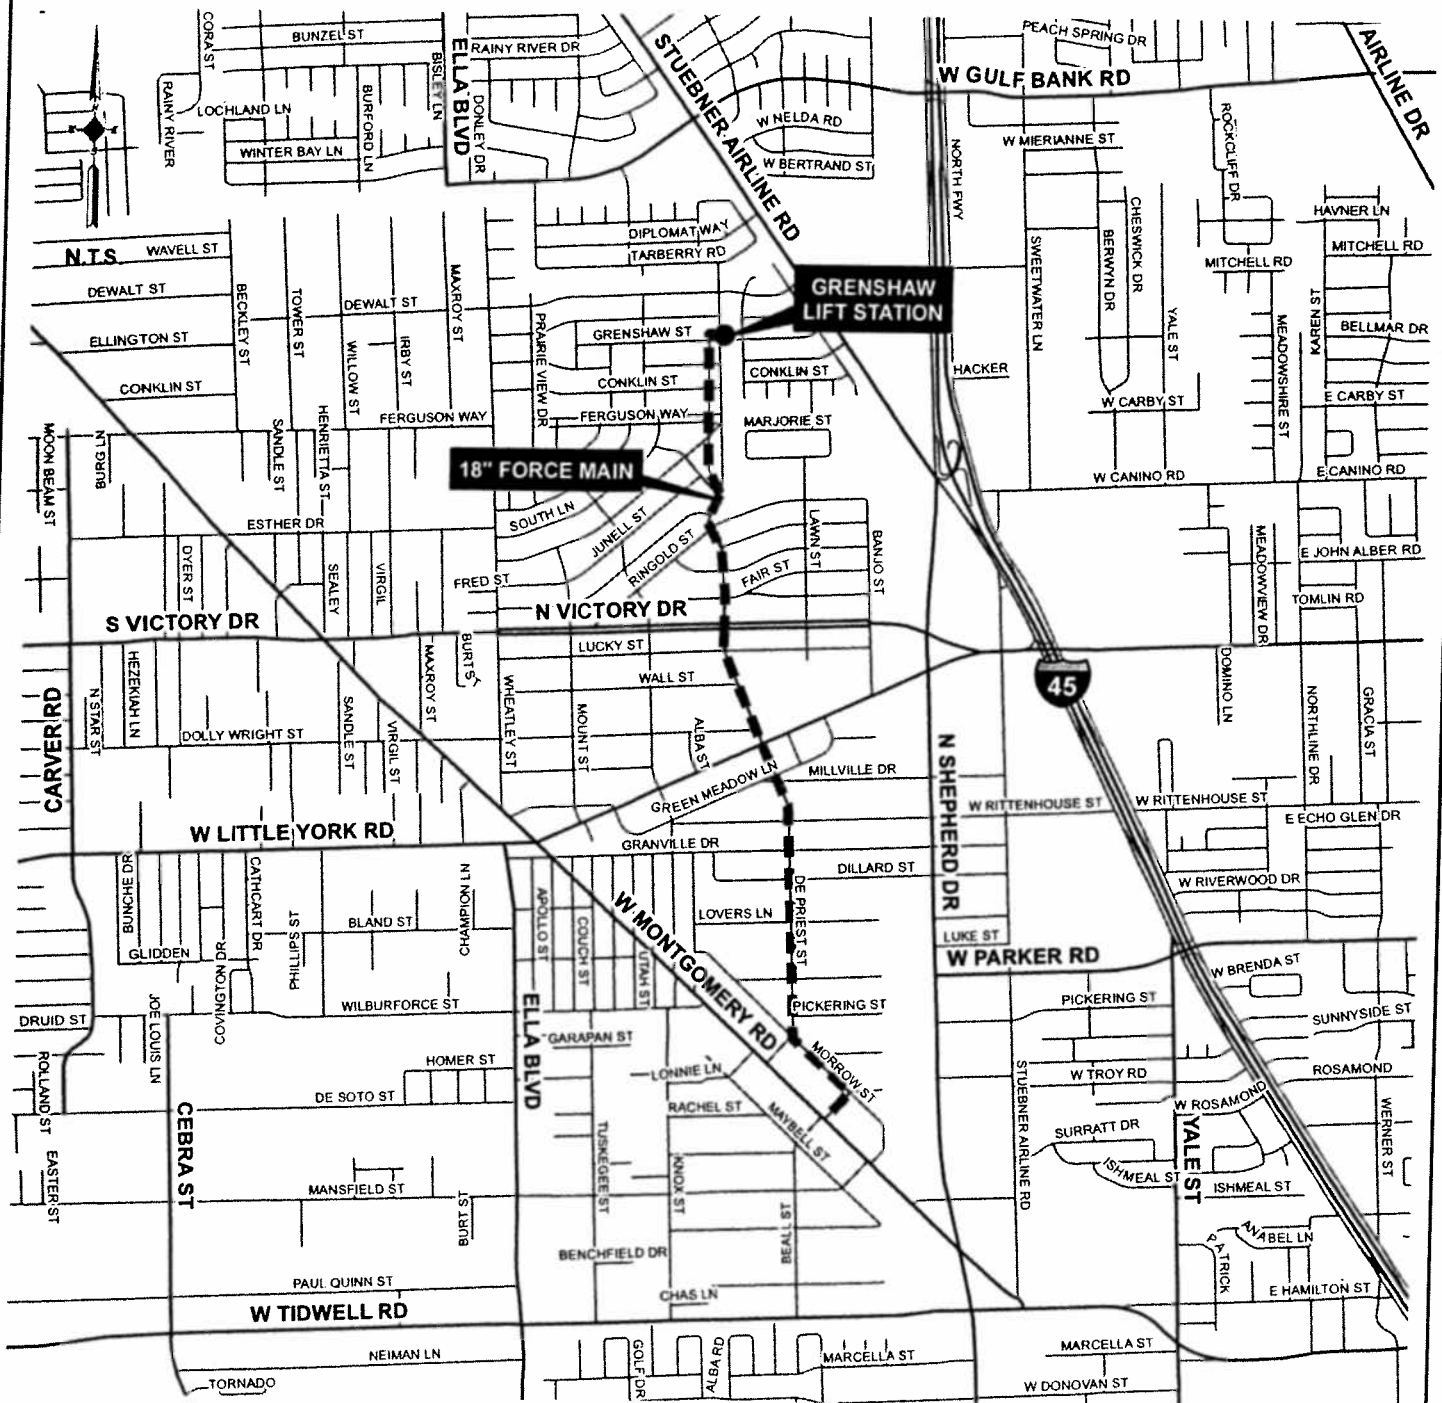 CORA ST
BUNZEL ST
BISLEY LN
ELLA BLVD
RAINY RIVER DR
STUEBNER AIRLINE RD
PEACH SPRING DR
W GULF BANK RD
AIRLINE DR
RAINY RIVER
LOCHLAND LN
BURFORD LN
DONLEY DR
W NELDA RD
W MIERIANNE ST
ROCKCLIFF DR
WINTER BAY LN
W BERTRAND ST
NORTH FWY
N.T.S.
WAVELL ST
DIPLOMAT WAY
TARBERRY RD
SWEETWATER LN
BERWYN DR
CHESWICK DR
HAVNER LN
MITCHELL RD
MITCHELL RD
DEWALT ST
BECKLEY ST
TOWER ST
DEWALT ST
MAXROY ST
GRENSHAW
LIFT STATION
YALE ST
MEADOWSHIRE ST
KAREN ST
BELLMAR DR
ELLINGTON ST
WILLOW ST
IRBY ST
PRAIRIE VIEW DR
GRENSHAW ST
CONKLIN ST
CONKLIN ST
CONKLIN ST
HACKER
W CARBY ST
E CARBY ST
MOON BEAM ST
BURG LN
SANDLE ST
HENRIETTA ST
FERGUSON WAY
FERGUSON WAY
MARJORIE ST
18" FORCE MAIN
W CANINO RD
E CANINO RD
ESTHER DR
SOUTH LN
JUNELL ST
RINGOLD ST
LAWN ST
BANJO ST
MEADOWVIEW DR
E JOHN ALBER RD
DYER ST
SEALEY
VIRGIL
FRED ST
FAIR ST
TOMLIN RD
S VICTORY DR
N VICTORY DR
CARVER RD
N STAR ST
HEZEKIAH LN
MAXROY ST
BURT ST
LUCKY ST
WALL ST
45
DOMINO LN
NORTHLINE DR
GRACIA ST
DOLLY WRIGHT ST
SANDLE ST
VIRGIL ST
WHEATLEY ST
MOUNT ST
ALBA ST
GREEN MEADOW LN
MILLVILLE DR
N SHEPHERD DR
W RITTENHOUSE ST
W RITTENHOUSE ST
E ECHO GLEN DR
W LITTLE YORK RD
GRANVILLE DR
DILLARD ST
W RIVERWOOD DR
BUNCHE DR
CATHCART DR
PHILLIPS ST
BLAND ST
CHAMPION LN
APOLLO ST
COUCH ST
UTAH ST
W MONTGOMERY RD
LOVERS LN
DE PRIEST ST
LUKE ST
W PARKER RD
W BRENDA ST
GLIDDEN
COVINGTON DR
JOE LOUIS LN
WILBURFORCE ST
ELLA BLVD
PICKERING ST
PICKERING ST
SUNNYSIDE ST
DRUID ST
ROLLAND ST
GARAPAN ST
HOMER ST
LONNIE LN
MORROW ST
W TROY RD
ROSAMOND
W ROSAMOND
DE SOTO ST
CEBRA ST
RACHEL ST
MAYBELL ST
STUEBNER AIRLINE RD
SURRATT DR
YALE ST
WERNER ST
EASTER ST
MANSFIELD ST
BURT ST
TUSKEGEE ST
KNOX ST
BEALL ST
ISHMEAL ST
ISHMEAL ST
ANABEL LN
PATRICK
BENCHFIELD DR
PAUL QUINN ST
CHAS LN
E HAMILTON ST
W TIDWELL RD
NEIMAN LN
GOLF DR
ALBA RD
MARCELLA ST
MARCELLA ST
TORNADO
W DONOVAN ST